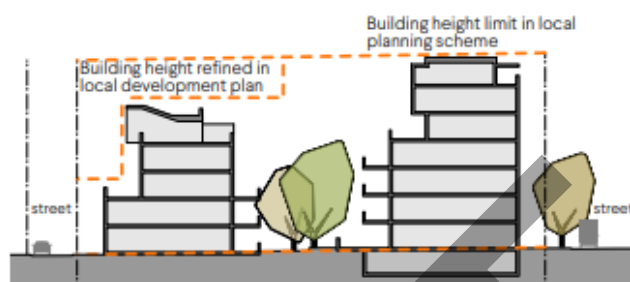 Building height limit in local
planning scheme
Building height refined in
local development plan
street
street